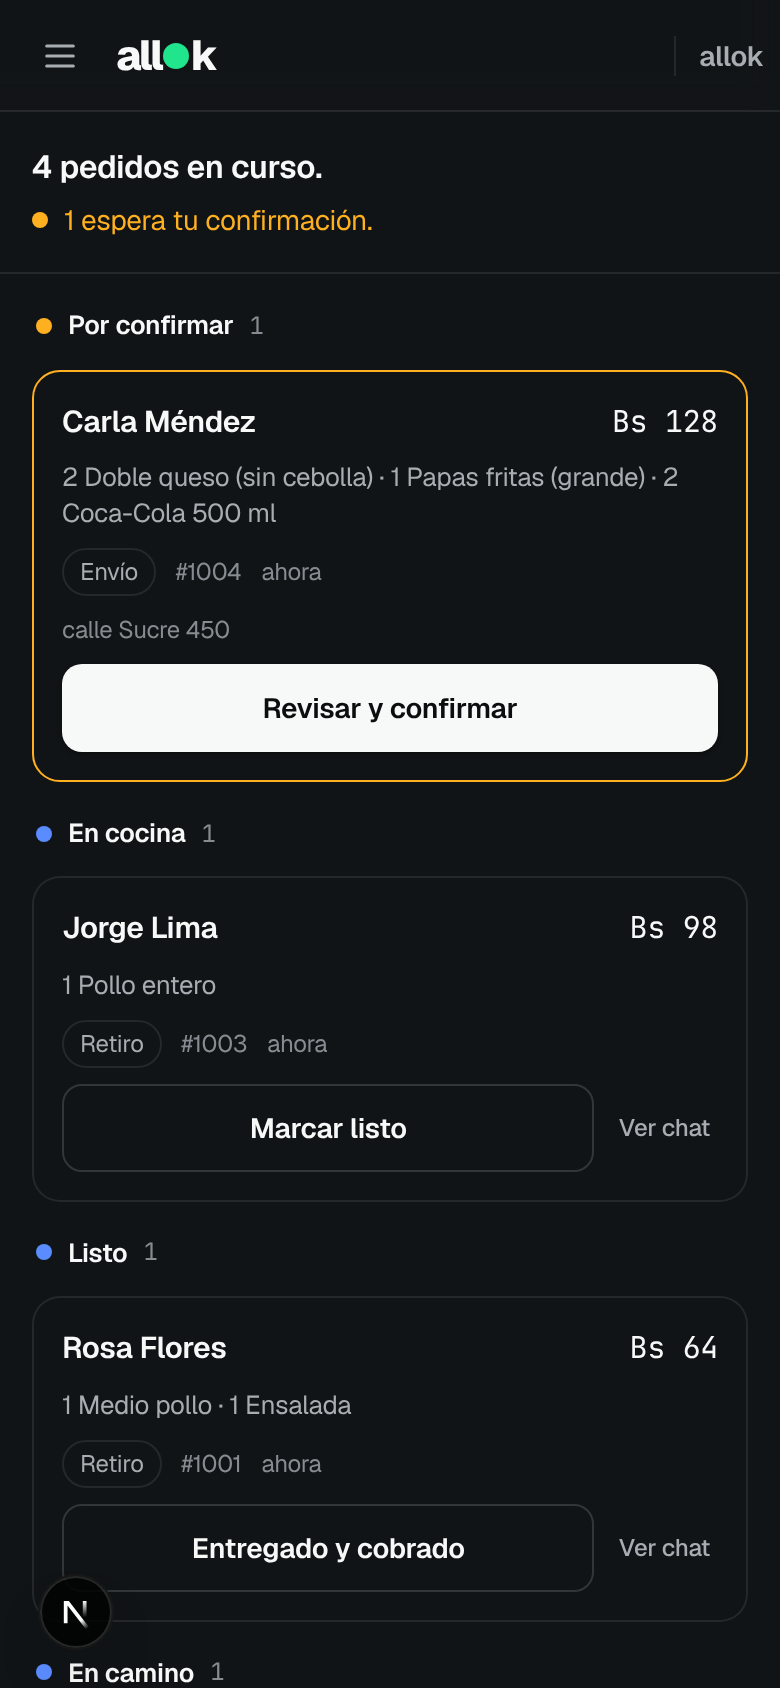 allok
allok
4 pedidos en curso.
1 espera tu confirmación.
Por confirmar 1
Carla Méndez Bs 128
2 Doble queso (sin cebolla) · 1 Papas fritas (grande) · 2
Coca-Cola 500 ml
Envío #1004 ahora
calle Sucre 450
Revisar y confirmar
En cocina 1
Jorge Lima Bs 98
1 Pollo entero
Retiro #1003 ahora
Marcar listo Ver chat
Listo 1
Rosa Flores Bs 64
1 Medio pollo · 1 Ensalada
Retiro #1001 ahora
Entregado y cobrado Ver chat
N
En camino 1